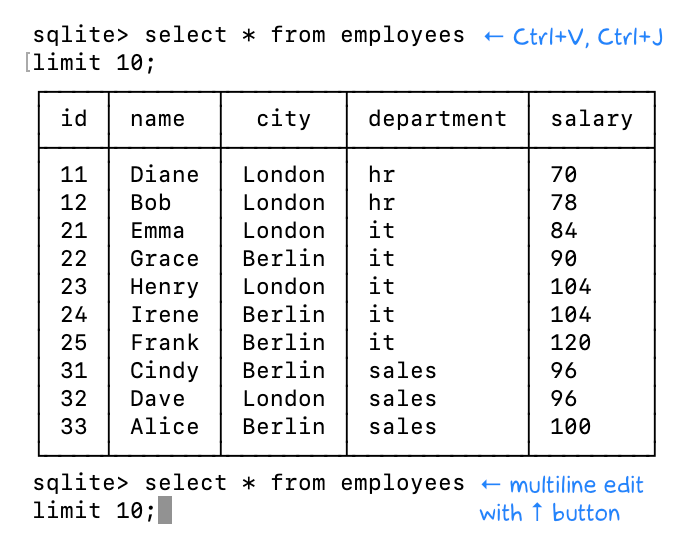 sqlite> select * from employees ← Ctrl+V, Ctrl+J
limit 10;
id name city department salary
11 Diane London hr 70
12 Bob London hr 78
21 Emma London it 84
22 Grace Berlin it 90
23 Henry London it 104
24 Irene Berlin it 104
25 Frank Berlin it 120
31 Cindy Berlin sales 96
32 Dave London sales 96
33 Alice Berlin sales 100
sqlite> select * from employees ← multiline edit
limit 10; with ↑ button